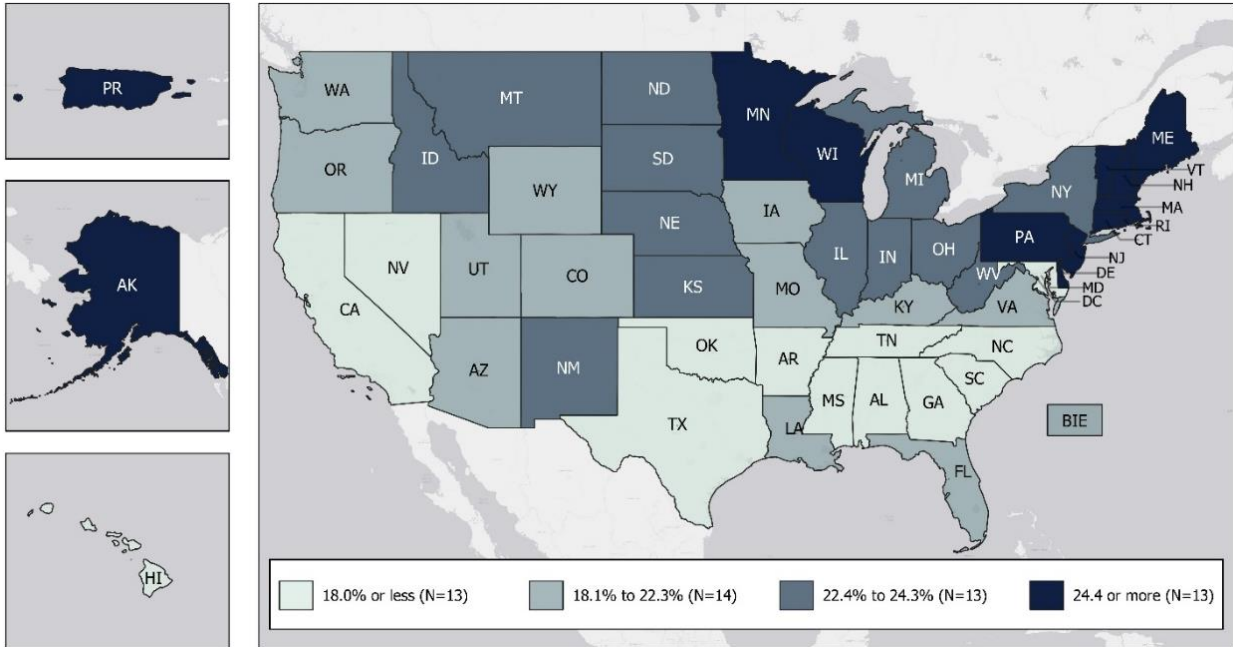 PR
AK
HI
WA
MT
ND
MN
ME
OR
ID
SD
WI
MI
NY
VT
NH
MA
RI
CT
WY
NE
IA
PA
NJ
NV
UT
CO
KS
IL
IN
OH
WV
DE
MD
DC
CA
MO
KY
VA
AZ
NM
OK
AR
TN
NC
SC
TX
MS
AL
GA
LA
FL
BIE
18.0% or less (N=13)
18.1% to 22.3% (N=14)
22.4% to 24.3% (N=13)
24.4 or more (N=13)